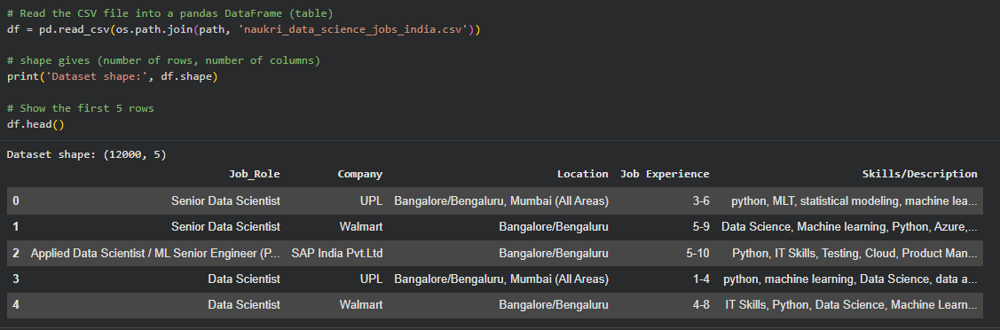 # Read the CSV file into a pandas DataFrame (table)
df = pd.read_csv(os.path.join(path, 'naukri_data_science_jobs_india.csv'))
# shape gives (number of rows, number of columns)
print('Dataset shape:', df.shape)
# Show the first 5 rows
df.head()
Dataset shape: (12000, 5)
Job_Role Company Location Job Experience Skills/Description
0 Senior Data Scientist UPL Bangalore/Bengaluru, Mumbai (All Areas) 3-6 python, MLT, statistical modeling, machine lea...
1 Senior Data Scientist Walmart Bangalore/Bengaluru 5-9 Data Science, Machine learning, Python, Azure,...
2 Applied Data Scientist / ML Senior Engineer (P... SAP India Pvt.Ltd Bangalore/Bengaluru 5-10 Python, IT Skills, Testing, Cloud, Product Man...
3 Data Scientist UPL Bangalore/Bengaluru, Mumbai (All Areas) 1-4 python, machine learning, Data Science, data a...
4 Data Scientist Walmart Bangalore/Bengaluru 4-8 IT Skills, Python, Data Science, Machine Learn...